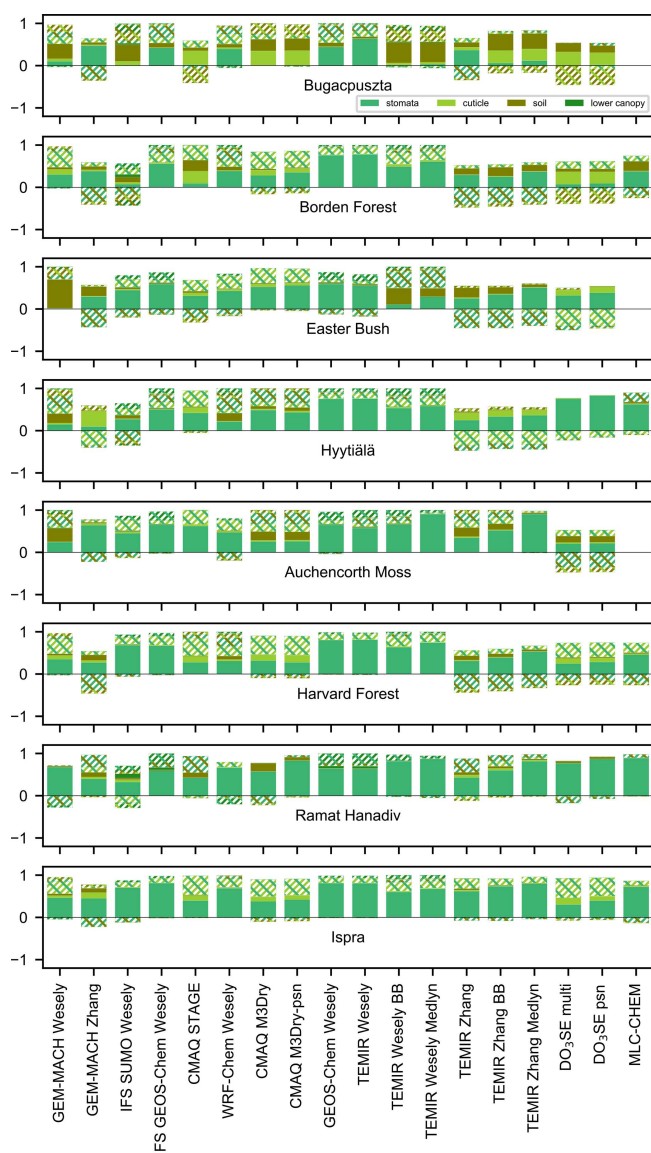 1
0
−1
Bugacpuszta
stomata cuticle soil lower canopy
1
0
−1
Borden Forest
1
0
−1
Easter Bush
1
0
−1
Hyytiälä
1
0
−1
Auchencorth Moss
1
0
−1
Harvard Forest
1
0
−1
Ramat Hanadiv
1
0
−1
Ispra
GEM-MACH Wesely
GEM-MACH Zhang
IFS SUMO Wesely
FS GEOS-Chem Wesely
CMAQ STAGE
WRF-Chem Wesely
CMAQ M3Dry
CMAQ M3Dry-psn
GEOS-Chem Wesely
TEMIR Wesely
TEMIR Wesely BB
TEMIR Wesely Medlyn
TEMIR Zhang
TEMIR Zhang BB
TEMIR Zhang Medlyn
DO₃SE multi
DO₃SE psn
MLC-CHEM